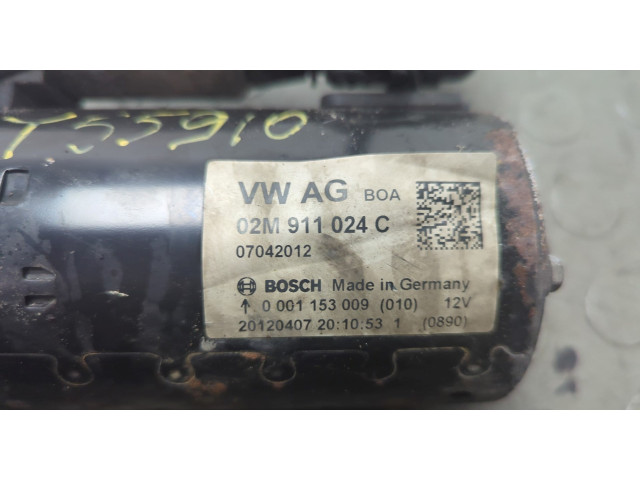 T55910
VW AG BOA
02M 911 024 C
07042012
BOSCH Made in Germany
↑ 0 001 153 009 (010) 12V
20120407 20:10:53 1 (0890)